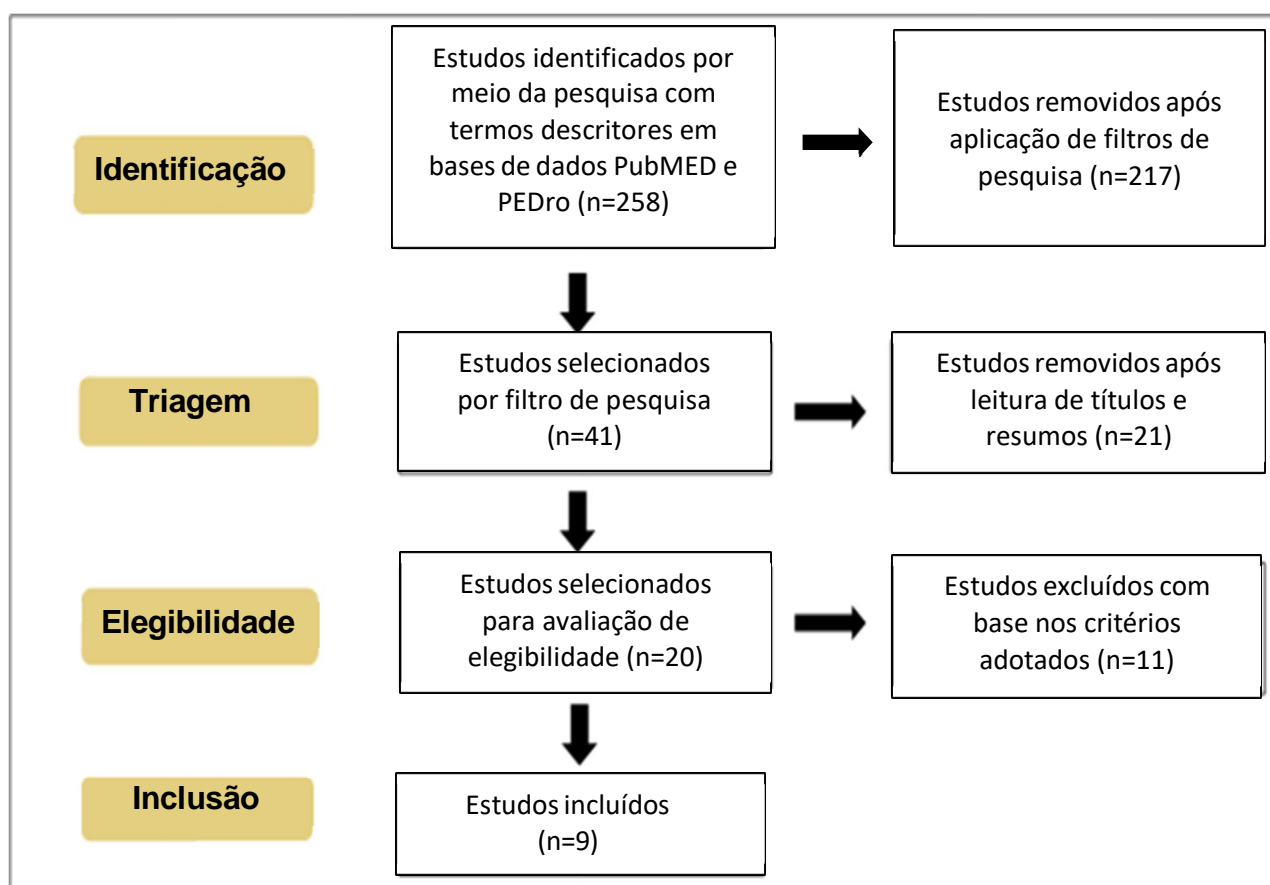 Identificação
Estudos identificados por
meio da pesquisa com
termos descritores em
bases de dados PubMED e
PEDro (n=258)
Estudos removidos após
aplicação de filtros de
pesquisa (n=217)
Triagem
Estudos selecionados
por filtro de pesquisa
(n=41)
Estudos removidos após
leitura de títulos e
resumos (n=21)
Elegibilidade
Estudos selecionados
para avaliação de
elegibilidade (n=20)
Estudos excluídos com
base nos critérios
adotados (n=11)
Inclusão
Estudos incluídos
(n=9)